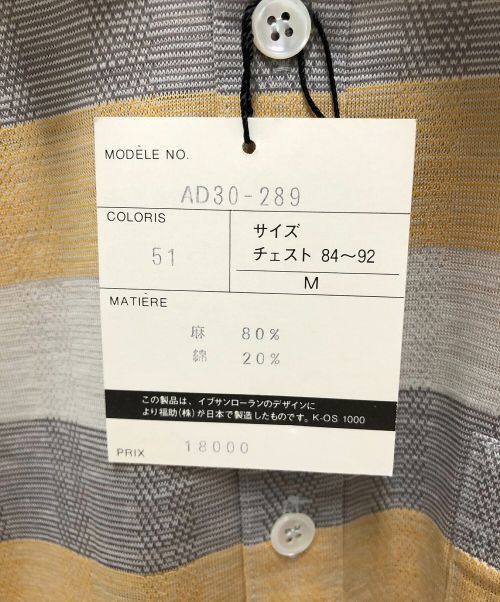 MODÈLE NO.
AD30-289
COLORIS
51
サイズ
チェスト 84～92
M
MATIÈRE
麻 80%
綿 20%
この製品は、イブサンローランのデザインに
より福助(株)が日本で製造したものです。K-OS 1000
PRIX
18000